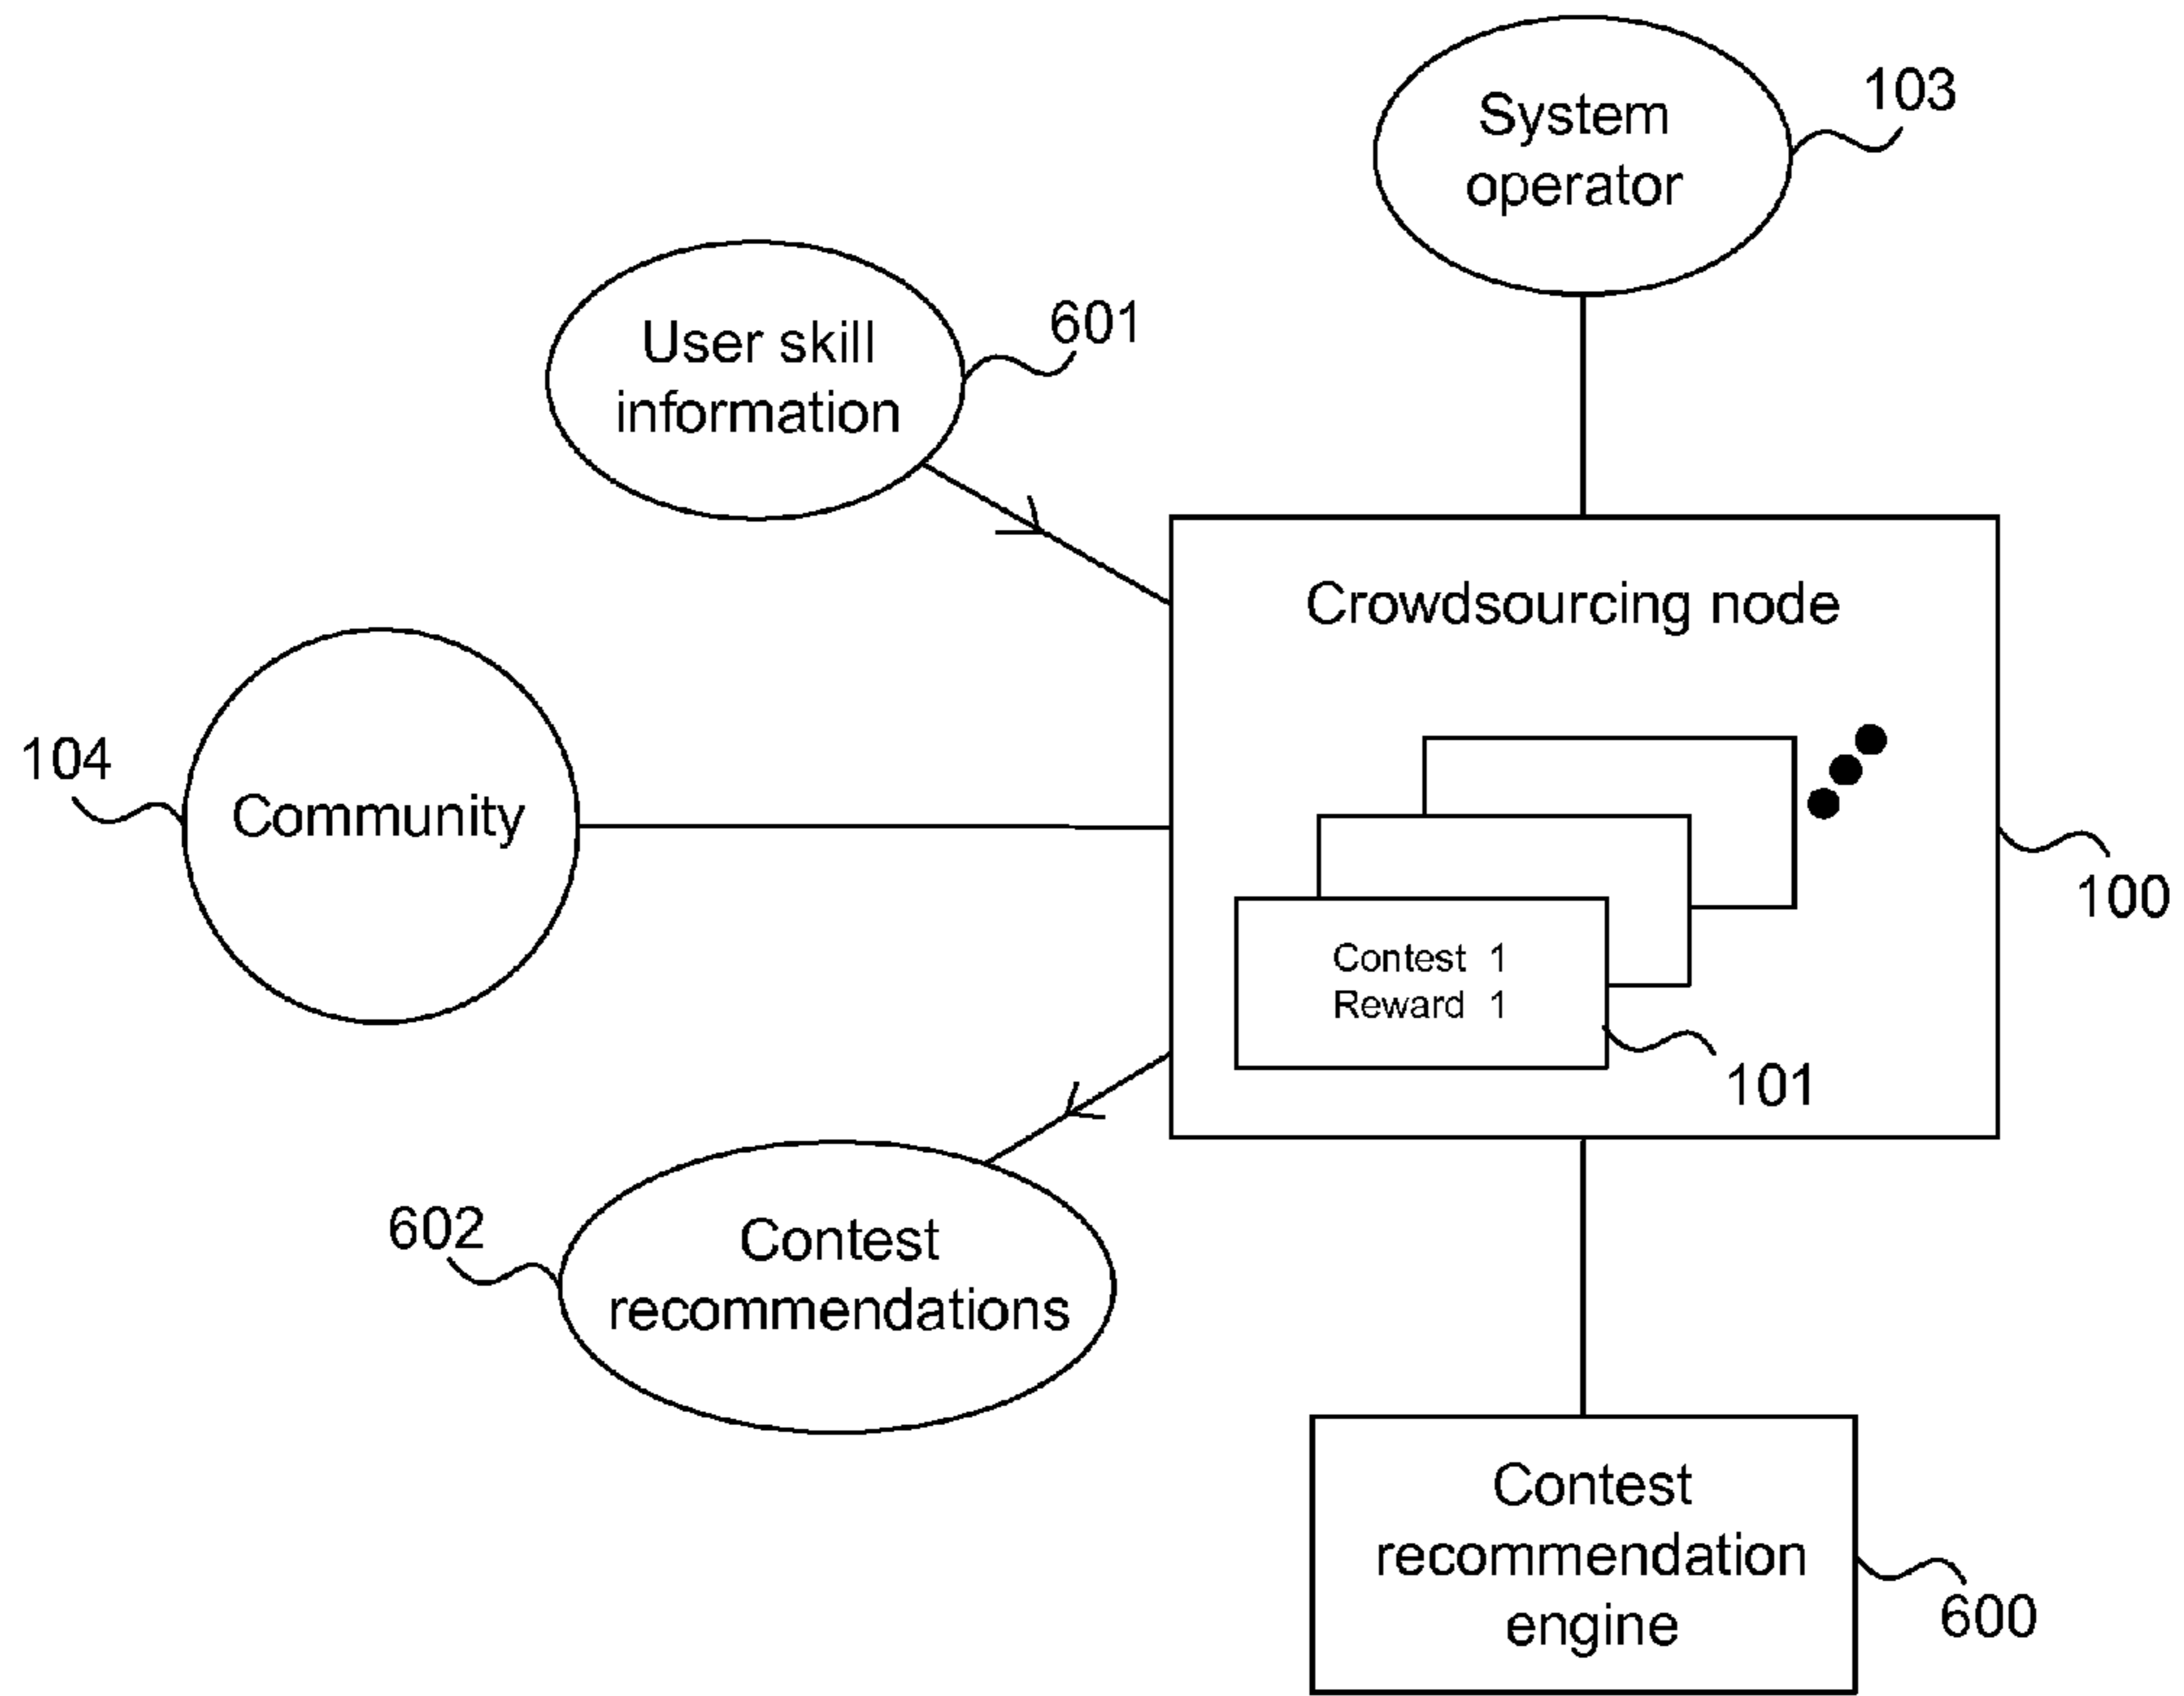 System
operator
103
User skill
information
601
Crowdsourcing node
104
Community
100
Contest 1
Reward 1
101
602
Contest
recommendations
Contest
recommendation
engine
600